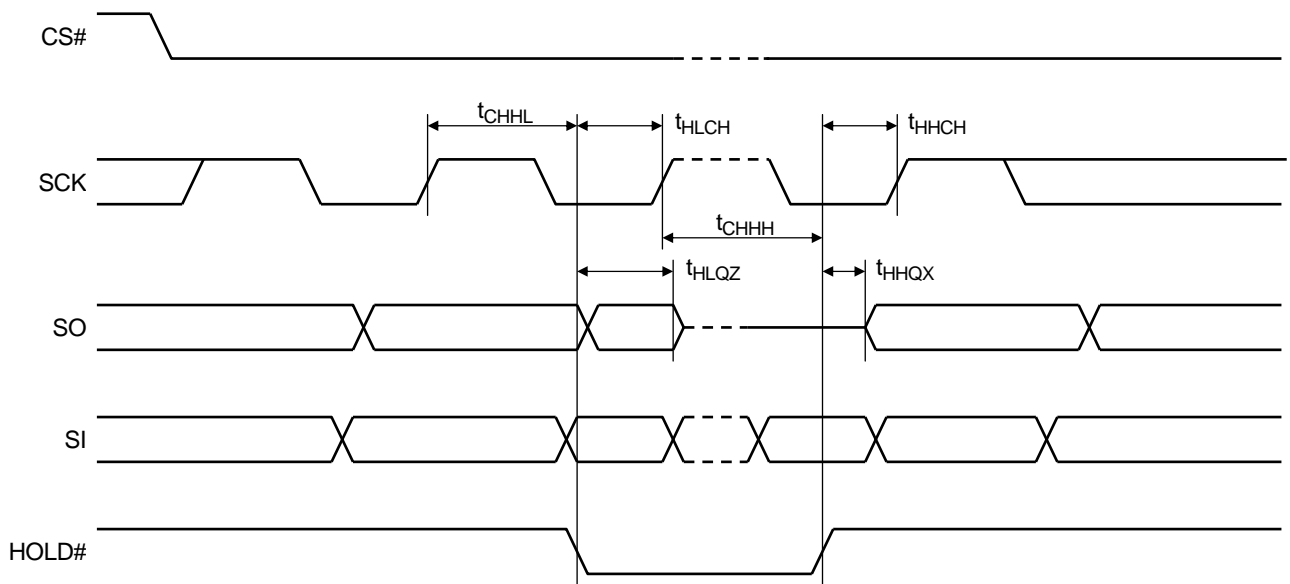 CS#
tCHHL
tHLCH
tHHCH
SCK
tCHHH
tHLQZ
tHHQX
SO
SI
HOLD#